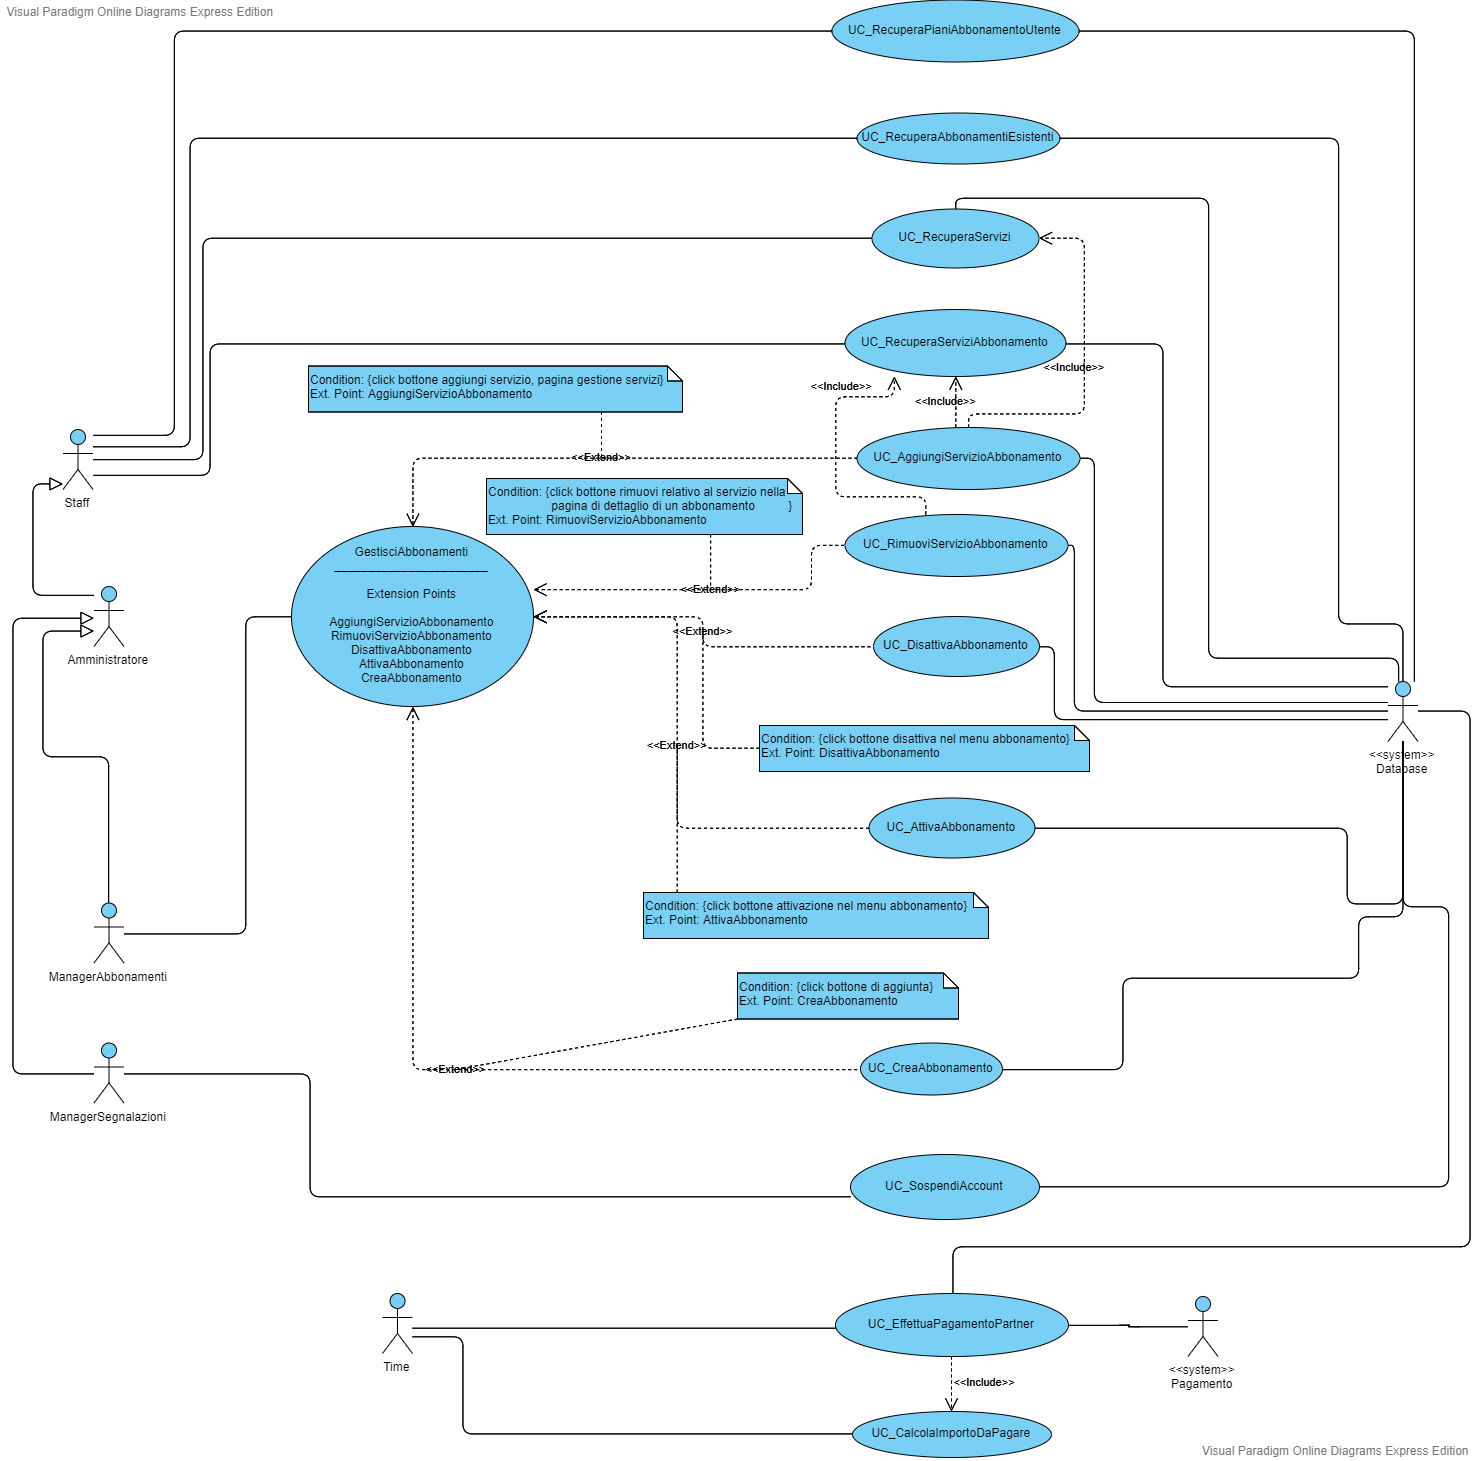 Visual Paradigm Online Diagrams Express Edition
UC_RecuperaPianiAbbonamentoUtente
UC_RecuperaAbbonamentiEsistenti
UC_RecuperaServizi
UC_RecuperaServiziAbbonamento
<<Include>>
Condition: {click bottone aggiungi servizio, pagina gestione servizi}
Ext. Point: AggiungiServizioAbbonamento
<<Include>>
<<Include>>
<<Extend>>
UC_AggiungiServizioAbbonamento
Staff
Condition: {click bottone rimuovi relativo al servizio nella
pagina di dettaglio di un abbonamento }
Ext. Point: RimuoviServizioAbbonamento
UC_RimuoviServizioAbbonamento
<<Extend>>
GestisciAbbonamenti
________________________
Extension Points
AggiungiServizioAbbonamento
RimuoviServizioAbbonamento
DisattivaAbbonamento
AttivaAbbonamento
CreaAbbonamento
<<Extend>>
UC_DisattivaAbbonamento
Amministratore
<<Extend>>
Condition: {click bottone disattiva nel menu abbonamento}
Ext. Point: DisattivaAbbonamento
<<system>>
Database
UC_AttivaAbbonamento
Condition: {click bottone attivazione nel menu abbonamento}
Ext. Point: AttivaAbbonamento
ManagerAbbonamenti
Condition: {click bottone di aggiunta}
Ext. Point: CreaAbbonamento
<<Extend>>
UC_CreaAbbonamento
ManagerSegnalazioni
UC_SospendiAccount
UC_EffettuaPagamentoPartner
Time
<<system>>
Pagamento
<<Include>>
UC_CalcolaImportoDaPagare
Visual Paradigm Online Diagrams Express Edition